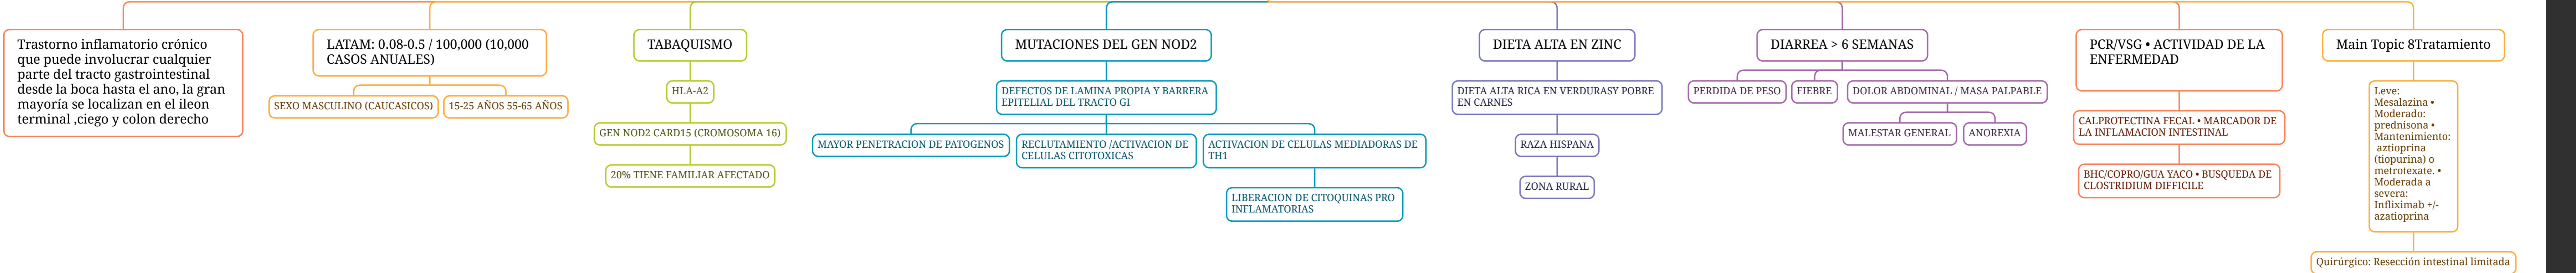 Trastorno inflamatorio crónico
que puede involucrar cualquier
parte del tracto gastrointestinal
desde la boca hasta el ano, la gran
mayoría se localizan en el ileon
terminal ,ciego y colon derecho
LATAM: 0.08-0.5 / 100,000 (10,000
CASOS ANUALES)
SEXO MASCULINO (CAUCASICOS)
15-25 AÑOS 55-65 AÑOS
TABAQUISMO
HLA-A2
GEN NOD2 CARD15 (CROMOSOMA 16)
20% TIENE FAMILIAR AFECTADO
MUTACIONES DEL GEN NOD2
DEFECTOS DE LAMINA PROPIA Y BARRERA
EPITELIAL DEL TRACTO GI
MAYOR PENETRACION DE PATOGENOS
RECLUTAMIENTO /ACTIVACION DE
CELULAS CITOTOXICAS
ACTIVACION DE CELULAS MEDIADORAS DE
TH1
LIBERACION DE CITOQUINAS PRO
INFLAMATORIAS
DIETA ALTA EN ZINC
DIETA ALTA RICA EN VERDURASY POBRE
EN CARNES
RAZA HISPANA
ZONA RURAL
DIARREA > 6 SEMANAS
PERDIDA DE PESO
FIEBRE
DOLOR ABDOMINAL / MASA PALPABLE
MALESTAR GENERAL
ANOREXIA
PCR/VSG • ACTIVIDAD DE LA
ENFERMEDAD
CALPROTECTINA FECAL • MARCADOR DE
LA INFLAMACION INTESTINAL
BHC/COPRO/GUA YACO • BUSQUEDA DE
CLOSTRIDIUM DIFFICILE
Main Topic 8Tratamiento
Leve:
Mesalazina •
Moderado:
prednisona •
Mantenimiento:
aztioprina
(tiopurina) o
metrotexate. •
Moderada a
severa:
Infliximab +/-
azatioprina
Quirúrgico: Resección intestinal limitada